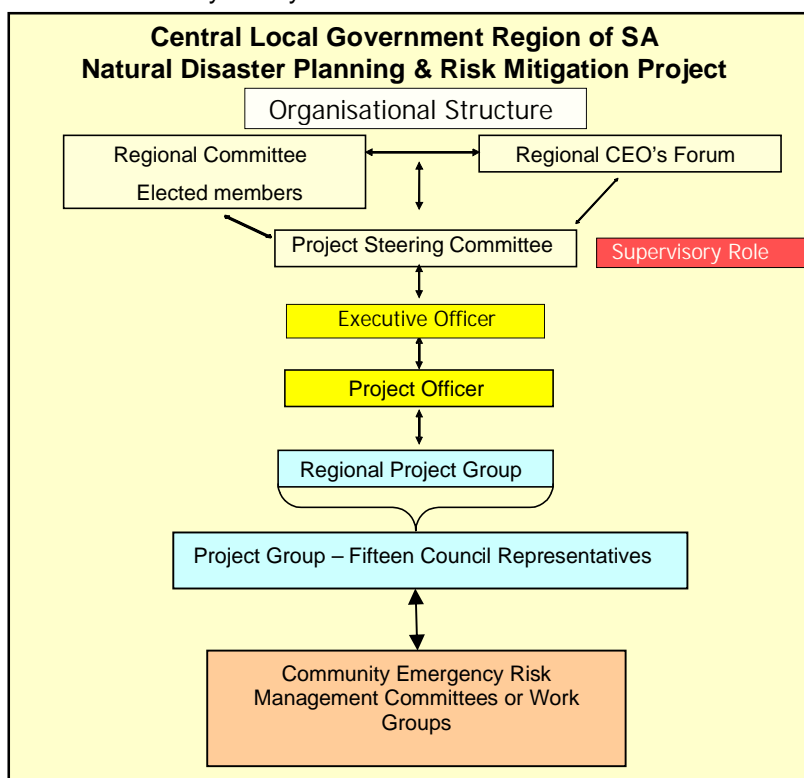 Central Local Government Region of SA
Natural Disaster Planning & Risk Mitigation Project
Organisational Structure
Regional Committee
Elected members
Regional CEO's Forum
Project Steering Committee
Supervisory Role
Executive Officer
Project Officer
Regional Project Group
Project Group – Fifteen Council Representatives
Community Emergency Risk
Management Committees or Work
Groups